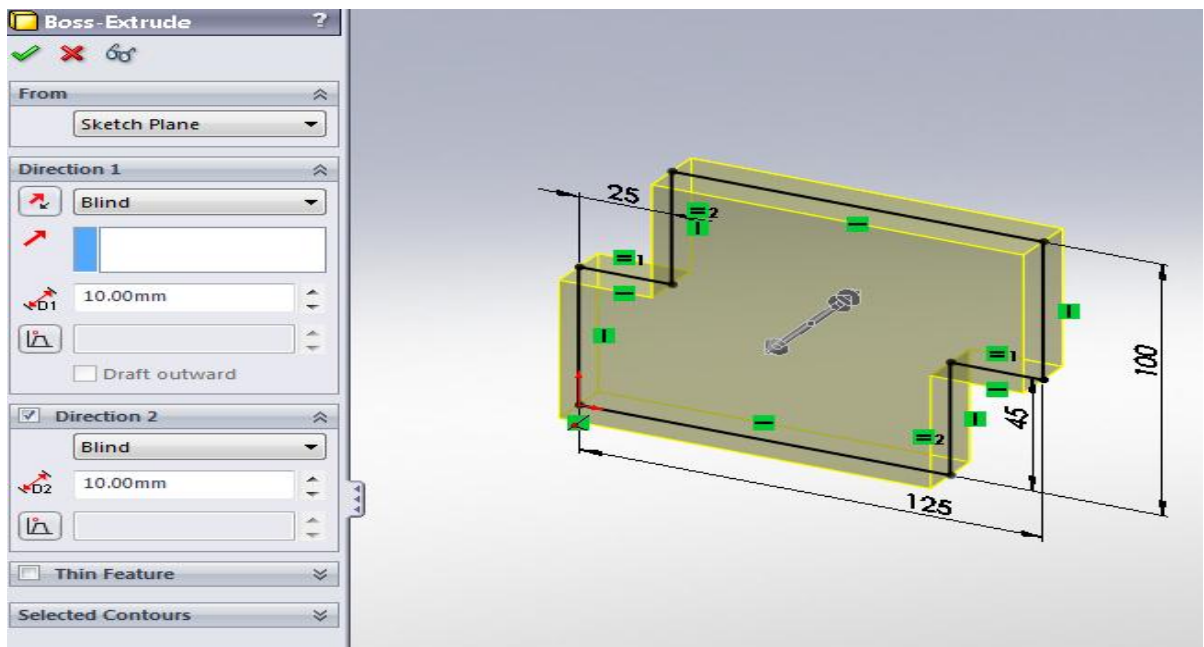 Boss-Extrude ?
From
Sketch Plane
Direction 1
Blind
D1 10.00mm
Draft outward
Direction 2
Blind
D2 10.00mm
Thin Feature
Selected Contours
25
=2
=1
=1
100
45
=2
125